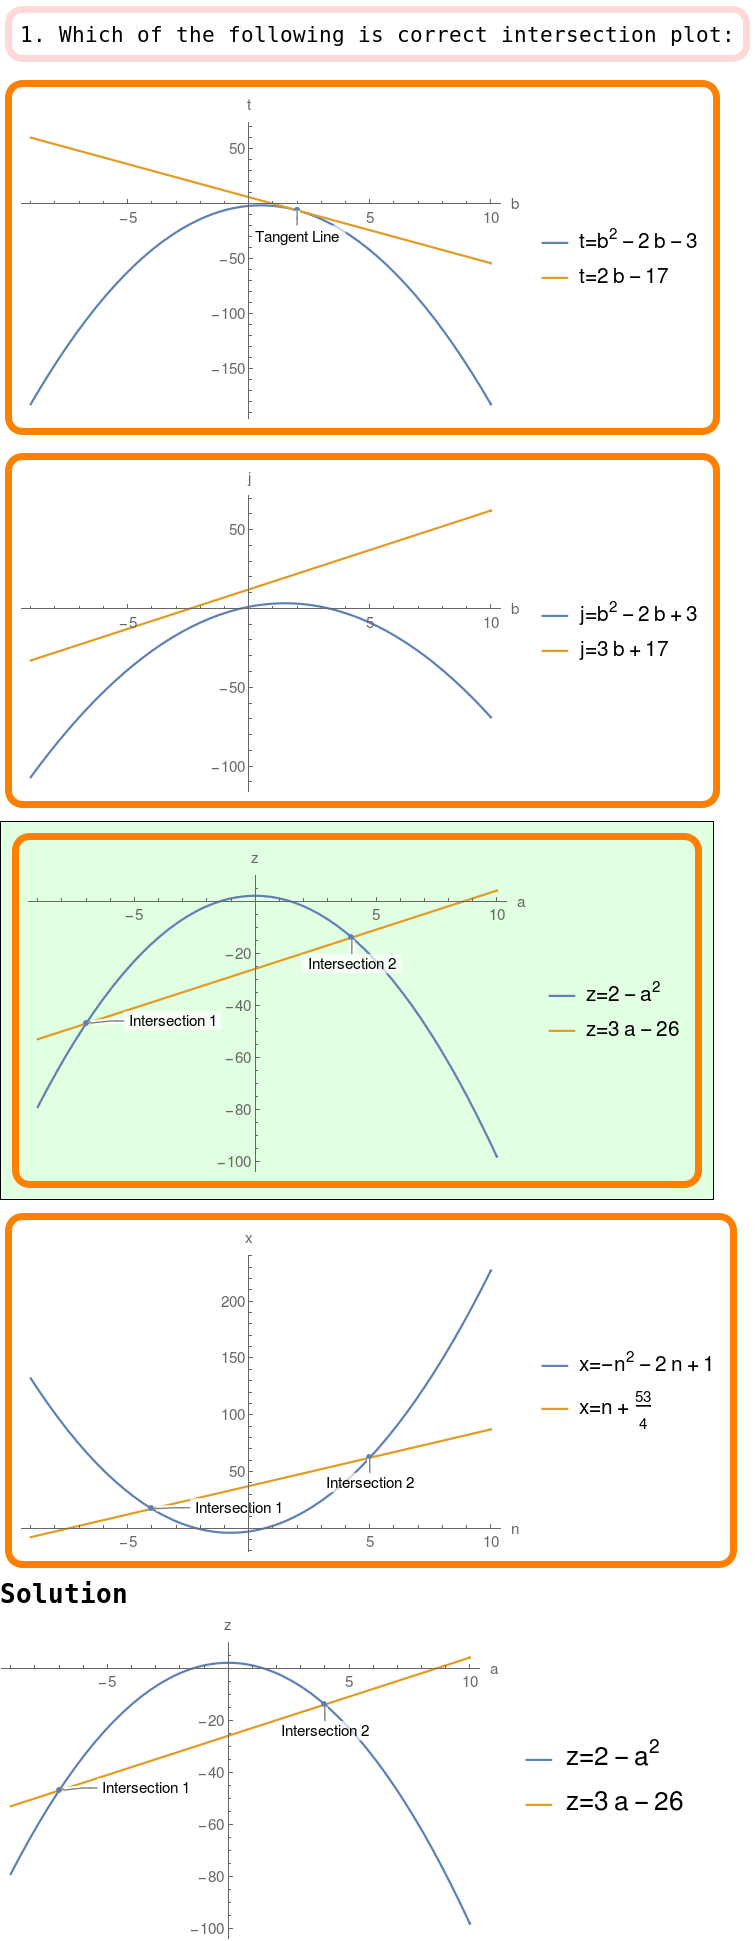 1. Which of the following is correct intersection plot:
t
50
−5 5 10 b
Tangent Line
−50
−100
−150
t=b² − 2 b − 3
t=2 b − 17
j
50
−5 5 10 b
−50
−100
j=b² − 2 b + 3
j=3 b + 17
z
−5 5 10 a
−20
Intersection 2
−40
Intersection 1
−60
−80
−100
z=2 − a²
z=3 a − 26
x
200
150
100
50
Intersection 2
Intersection 1
−5 5 10 n
x=−n² − 2 n + 1
x=n + 53/4
Solution
z
−5 5 10 a
−20
Intersection 2
−40
Intersection 1
−60
−80
−100
z=2 − a²
z=3 a − 26